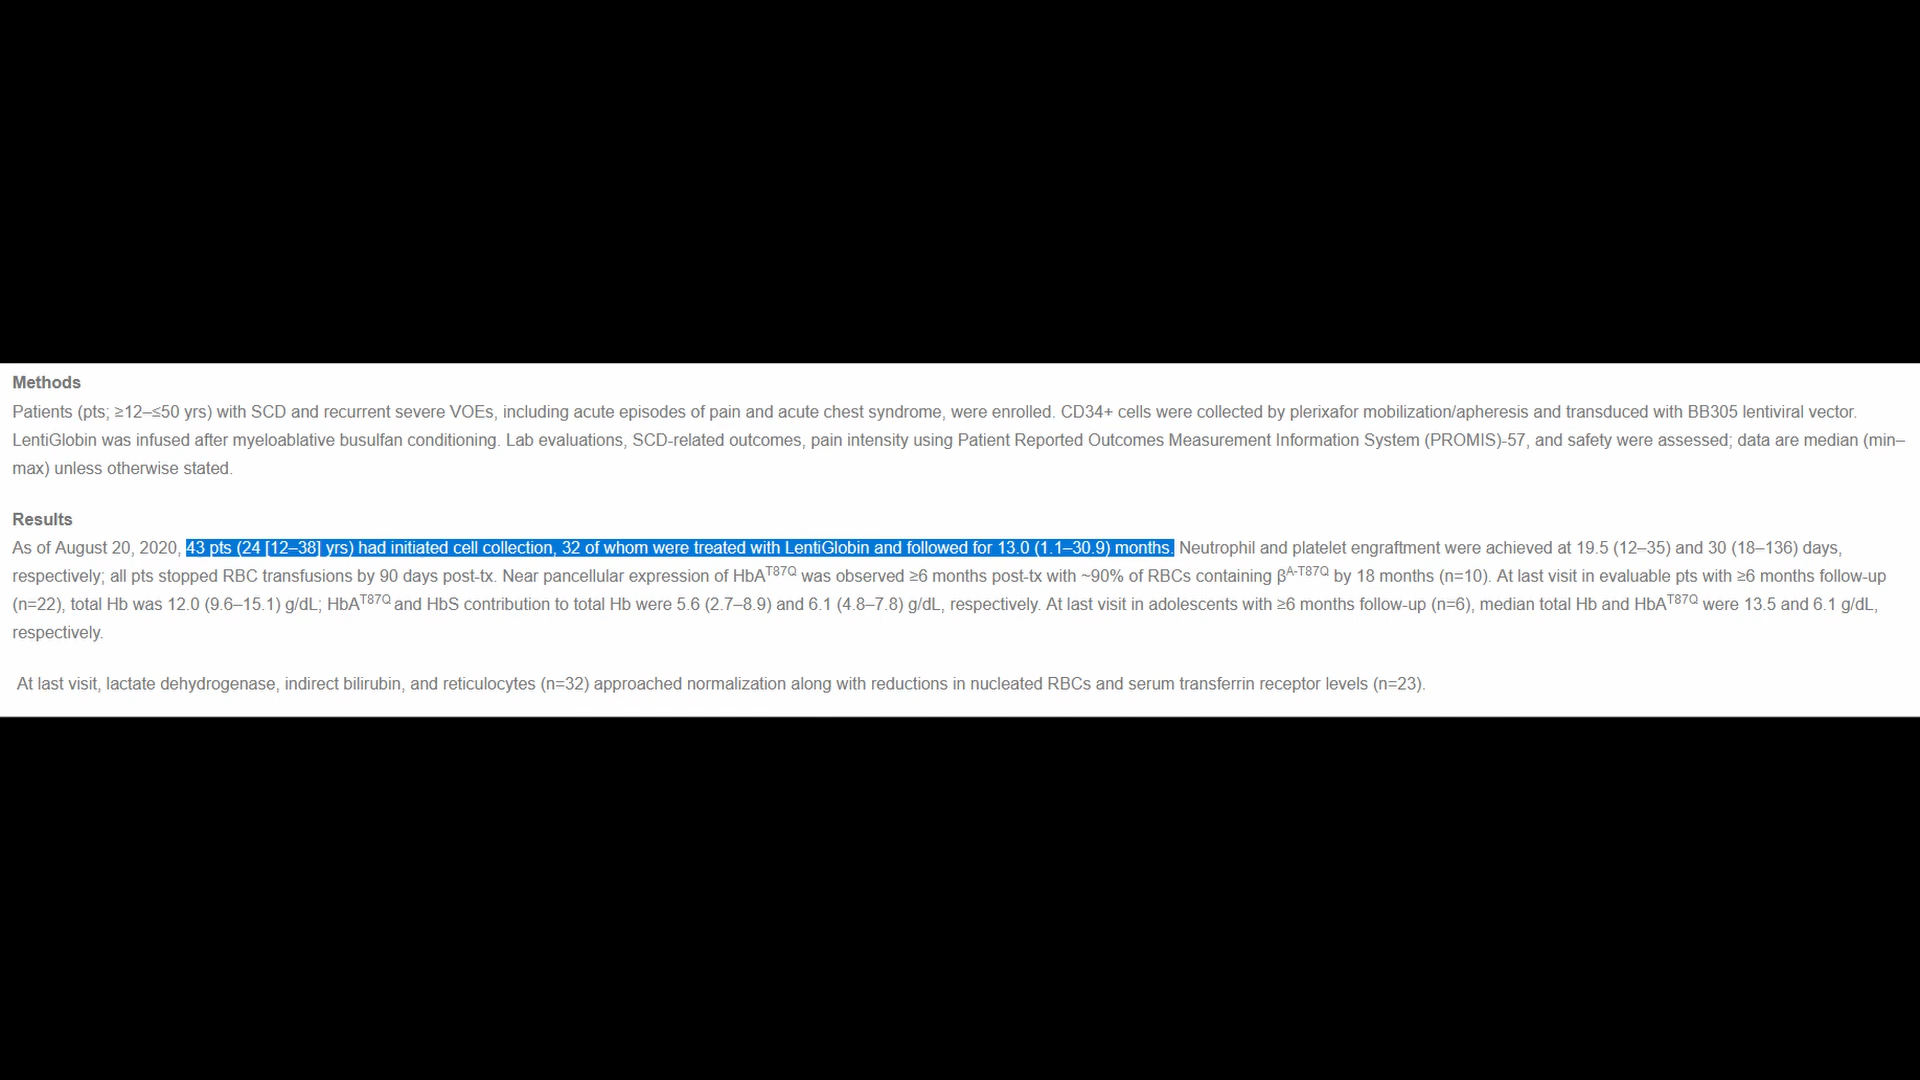 Methods
Patients (pts; ≥12–≤50 yrs) with SCD and recurrent severe VOEs, including acute episodes of pain and acute chest syndrome, were enrolled. CD34+ cells were collected by plerixafor mobilization/apheresis and transduced with BB305 lentiviral vector.
LentiGlobin was infused after myeloablative busulfan conditioning. Lab evaluations, SCD-related outcomes, pain intensity using Patient Reported Outcomes Measurement Information System (PROMIS)-57, and safety were assessed; data are median (min–
max) unless otherwise stated.
Results
As of August 20, 2020, 43 pts (24 [12–38] yrs) had initiated cell collection, 32 of whom were treated with LentiGlobin and followed for 13.0 (1.1–30.9) months. Neutrophil and platelet engraftment were achieved at 19.5 (12–35) and 30 (18–136) days,
respectively; all pts stopped RBC transfusions by 90 days post-tx. Near pancellular expression of HbAT87Q was observed ≥6 months post-tx with ~90% of RBCs containing βA-T87Q by 18 months (n=10). At last visit in evaluable pts with ≥6 months follow-up
(n=22), total Hb was 12.0 (9.6–15.1) g/dL; HbAT87Q and HbS contribution to total Hb were 5.6 (2.7–8.9) and 6.1 (4.8–7.8) g/dL, respectively. At last visit in adolescents with ≥6 months follow-up (n=6), median total Hb and HbAT87Q were 13.5 and 6.1 g/dL,
respectively.
At last visit, lactate dehydrogenase, indirect bilirubin, and reticulocytes (n=32) approached normalization along with reductions in nucleated RBCs and serum transferrin receptor levels (n=23).